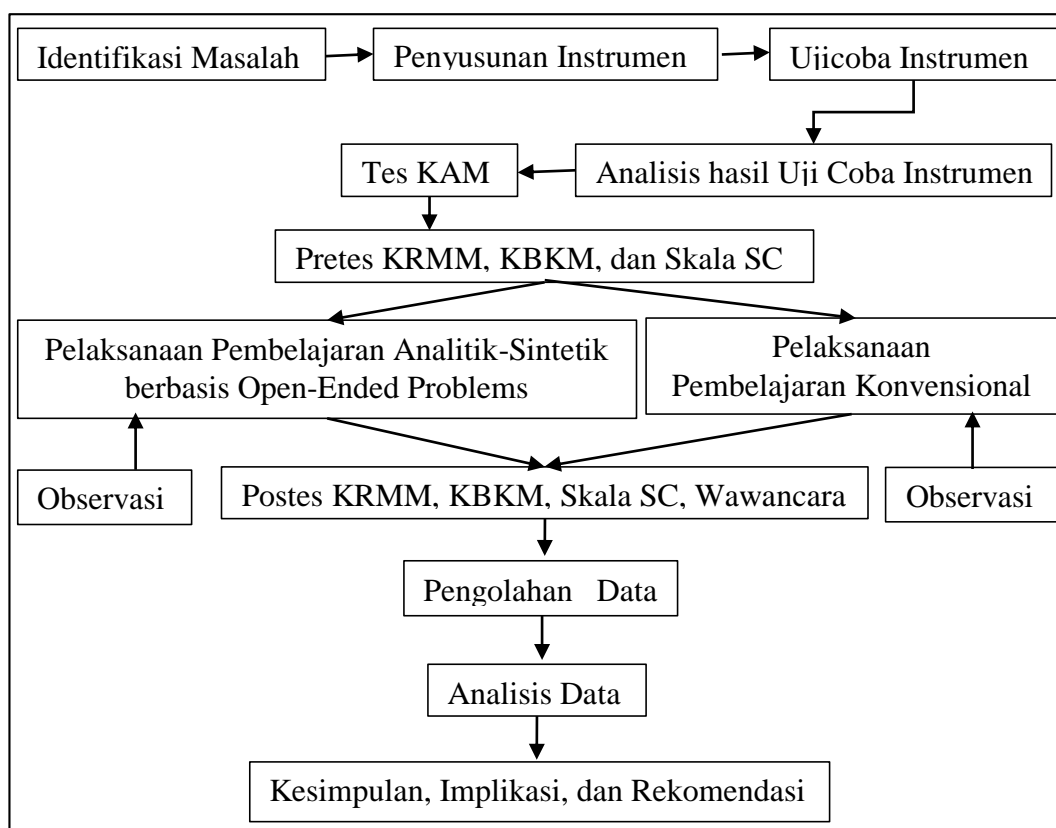 Identifikasi Masalah
Penyusunan Instrumen
Ujicoba Instrumen
Tes KAM
Analisis hasil Uji Coba Instrumen
Pretes KRMM, KBKM, dan Skala SC
Pelaksanaan Pembelajaran Analitik-Sintetik
berbasis Open-Ended Problems
Pelaksanaan
Pembelajaran Konvensional
Observasi
Postes KRMM, KBKM, Skala SC, Wawancara
Observasi
Pengolahan Data
Analisis Data
Kesimpulan, Implikasi, dan Rekomendasi